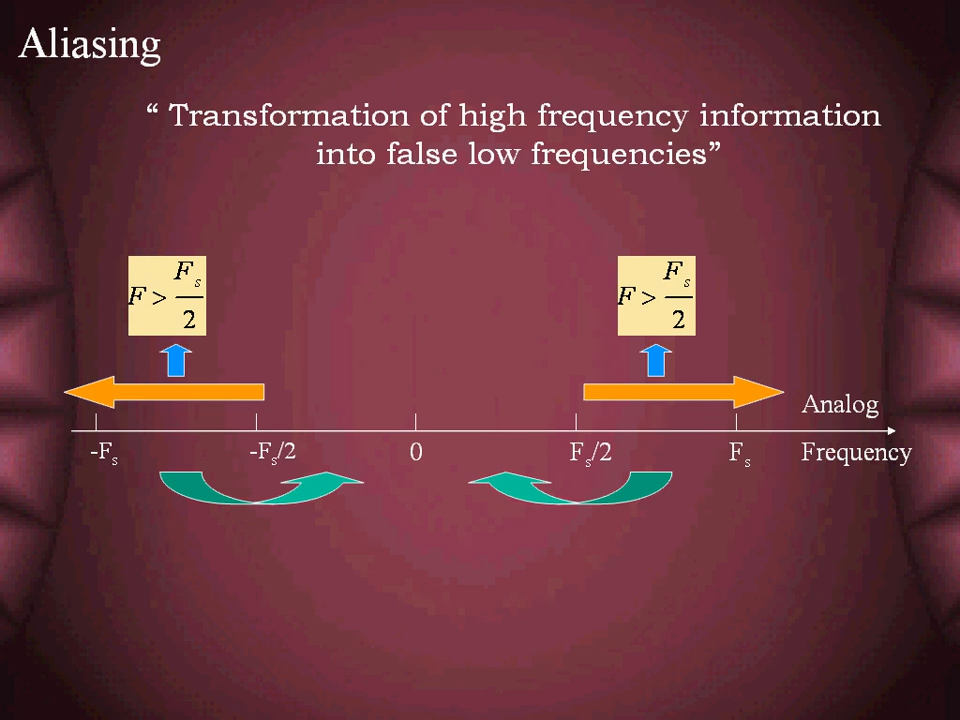 Aliasing
“ Transformation of high frequency information
into false low frequencies”
F > Fs/2
F > Fs/2
Analog
-Fs -Fs/2 0 Fs/2 Fs Frequency